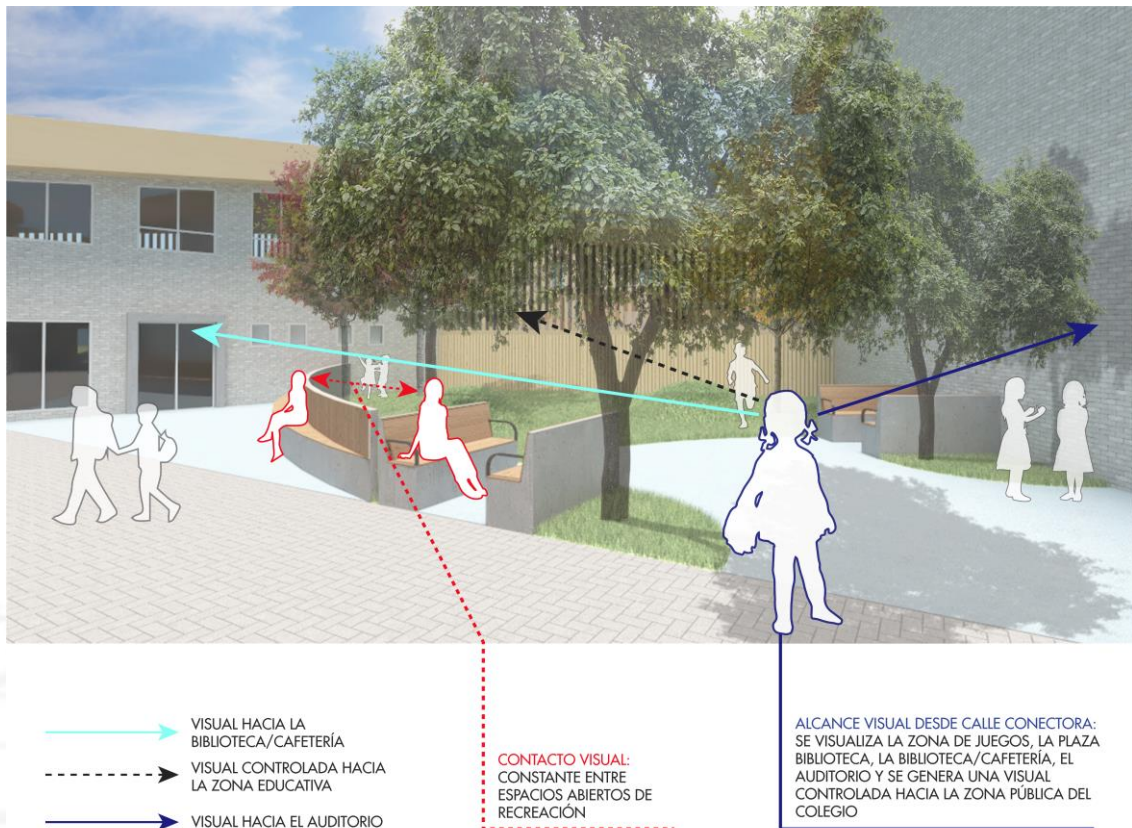 VISUAL HACIA LA
BIBLIOTECA/CAFETERÍA
VISUAL CONTROLADA HACIA
LA ZONA EDUCATIVA
VISUAL HACIA EL AUDITORIO
CONTACTO VISUAL:
CONSTANTE ENTRE
ESPACIOS ABIERTOS DE
RECREACIÓN
ALCANCE VISUAL DESDE CALLE CONECTORA:
SE VISUALIZA LA ZONA DE JUEGOS, LA PLAZA
BIBLIOTECA, LA BIBLIOTECA/CAFETERÍA, EL
AUDITORIO Y SE GENERA UNA VISUAL
CONTROLADA HACIA LA ZONA PÚBLICA DEL
COLEGIO